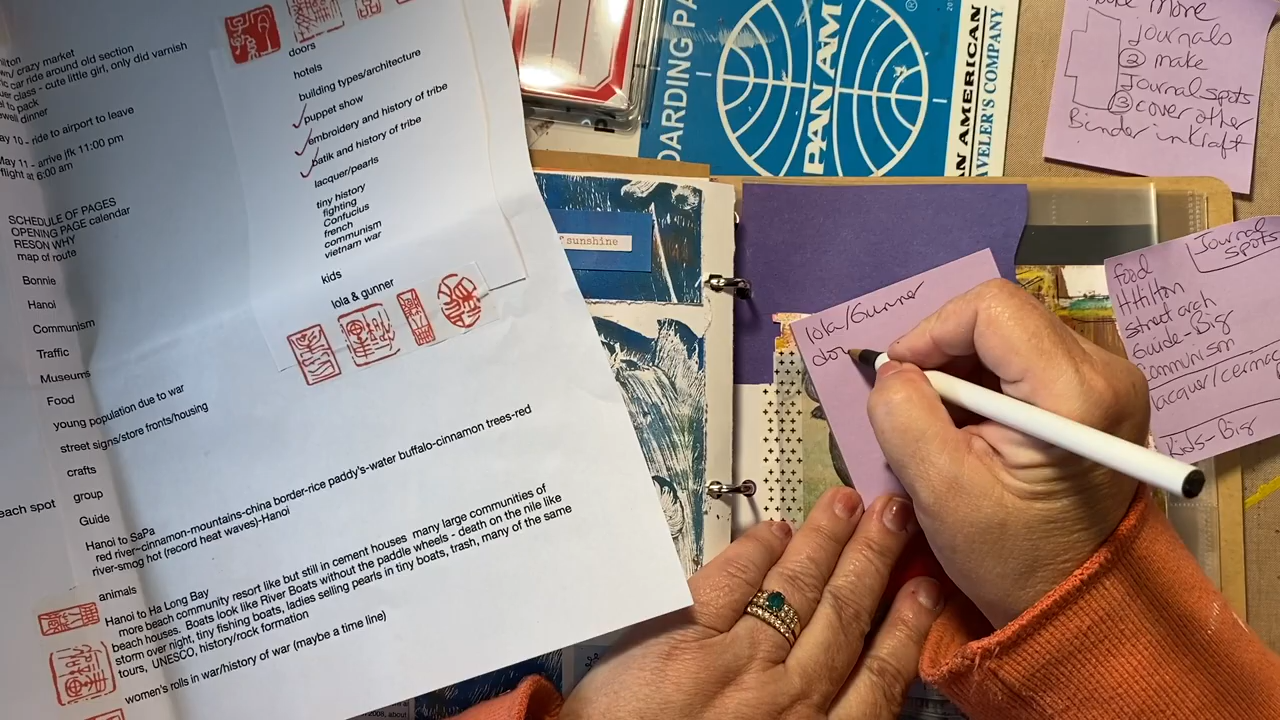 ilton
crazy market
car ride around old section
class - cute little girl, only did varnish
to pack
dinner
ay 10 - ride to airport to leave
May 11 - arrive jfk 11:00 pm
flight at 6:00 am
SCHEDULE OF PAGES
OPENING PAGE calendar
RESON WHY
map of route
Bonnie
Hanoi
Communism
Traffic
Museums
Food
young population due to war
street signs/store fronts/housing
crafts
each spot
group
Guide
Hanoi to SaPa
red river-cinnamon-mountains-china border-rice paddy's-water buffalo-cinnamon trees-red
river-smog hot (record heat waves)-Hanoi
animals
Hanoi to Ha Long Bay
more beach community resort like but still in cement houses many large communities of
beach houses. Boats look like River Boats without the paddle wheels - death on the nile like
storm over night, tiny fishing boats, ladies selling pearls in tiny boats, trash, many of the same
tours, UNESCO, history/rock formation
women's rolls in war/history of war (maybe a time line)
doors
hotels
building types/architecture
puppet show
embroidery and history of tribe
batik and history of tribe
lacquer/pearls
tiny history
fighting
Confucius
french
communism
vietnam war
kids
lola & gunner
sunshine
BOARDING PA
PAN AM
®
AN AMERICAN
VELER'S COMPANY
lola/Gunner
doo
more
journals
② make
Journal spots
③ cover other
Binder in Kraft
Journal
spots
food
Hilton
street arch
Guide-Big
Communism
lacquer/cerma
Kids-Big